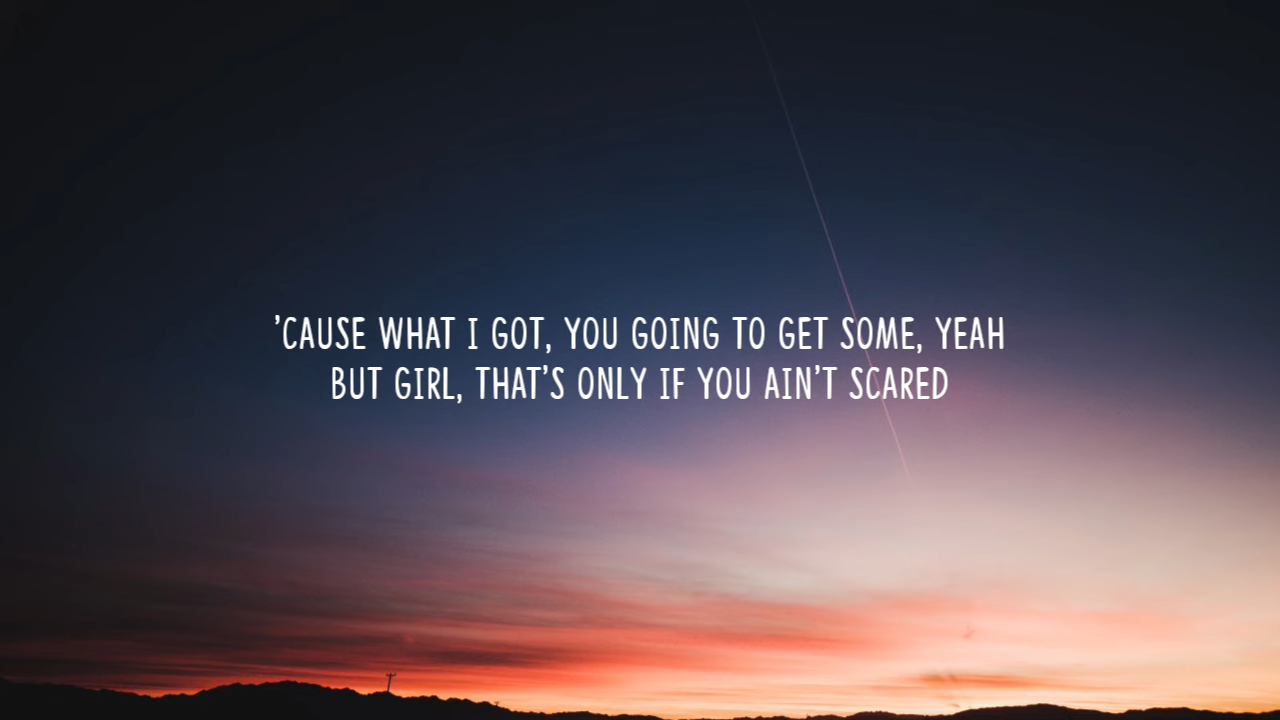 'CAUSE WHAT I GOT, YOU GOING TO GET SOME, YEAH
BUT GIRL, THAT'S ONLY IF YOU AIN'T SCARED